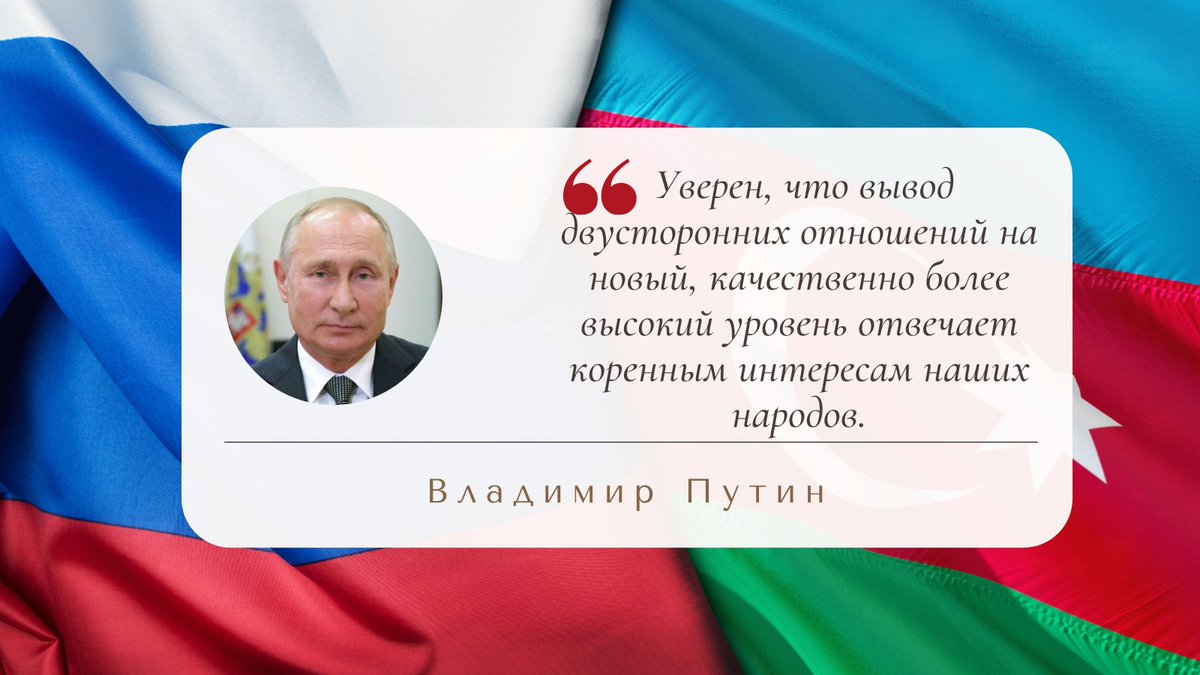 Уверен, что вывод
двусторонних отношений на
новый, качественно более
высокий уровень отвечает
коренным интересам наших
народов.
Владимир Путин